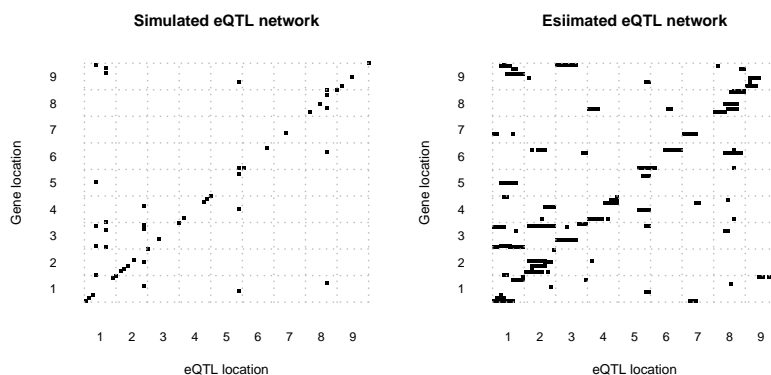 Simulated eQTL network
Gene location
9
8
7
6
5
4
3
2
1
1 2 3 4 5 6 7 8 9
eQTL location
Esiimated eQTL network
Gene location
9
8
7
6
5
4
3
2
1
1 2 3 4 5 6 7 8 9
eQTL location